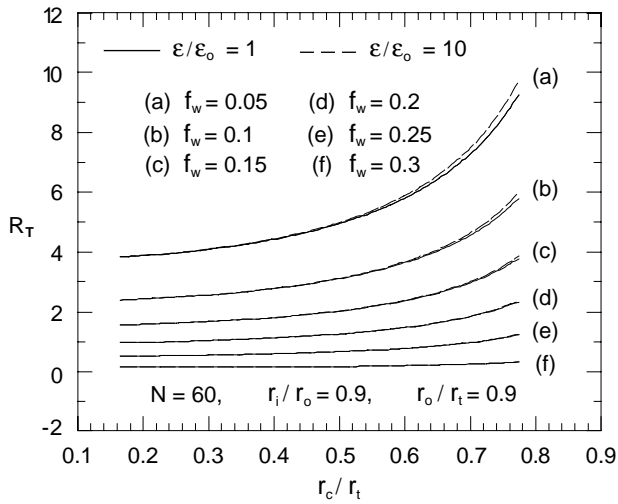 12
10
8
6
4
2
0
-2
R_T
ε/ε_o = 1
ε/ε_o = 10
(a) f_w = 0.05
(d) f_w = 0.2
(b) f_w = 0.1
(e) f_w = 0.25
(c) f_w = 0.15
(f) f_w = 0.3
(a)
(b)
(c)
(d)
(e)
(f)
N = 60, r_i / r_o = 0.9, r_o / r_t = 0.9
0.1 0.2 0.3 0.4 0.5 0.6 0.7 0.8 0.9
r_c / r_t